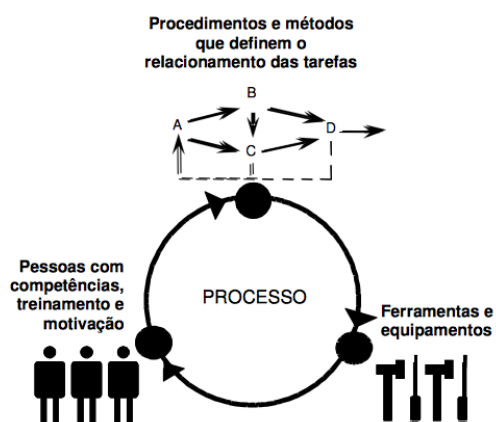 Procedimentos e métodos
que definem o
relacionamento das tarefas
B
A
D
C
Pessoas com
competências,
treinamento e
motivação
PROCESSO
Ferramentas e
equipamentos